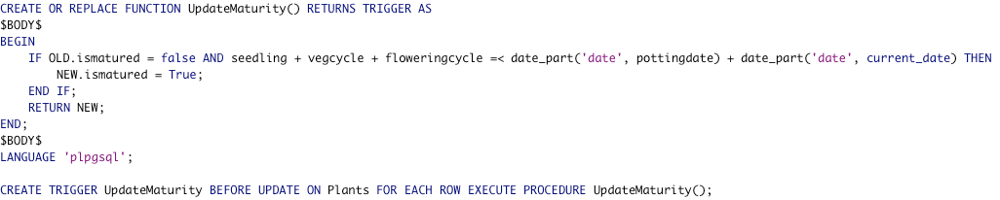 CREATE OR REPLACE FUNCTION UpdateMaturity() RETURNS TRIGGER AS
$BODY$
BEGIN
    IF OLD.ismatured = false AND seedling + vegcycle + floweringcycle =< date_part('date', pottingdate) + date_part('date', current_date) THEN
        NEW.ismatured = True;
    END IF;
    RETURN NEW;
END;
$BODY$
LANGUAGE 'plpgsql';

CREATE TRIGGER UpdateMaturity BEFORE UPDATE ON Plants FOR EACH ROW EXECUTE PROCEDURE UpdateMaturity();